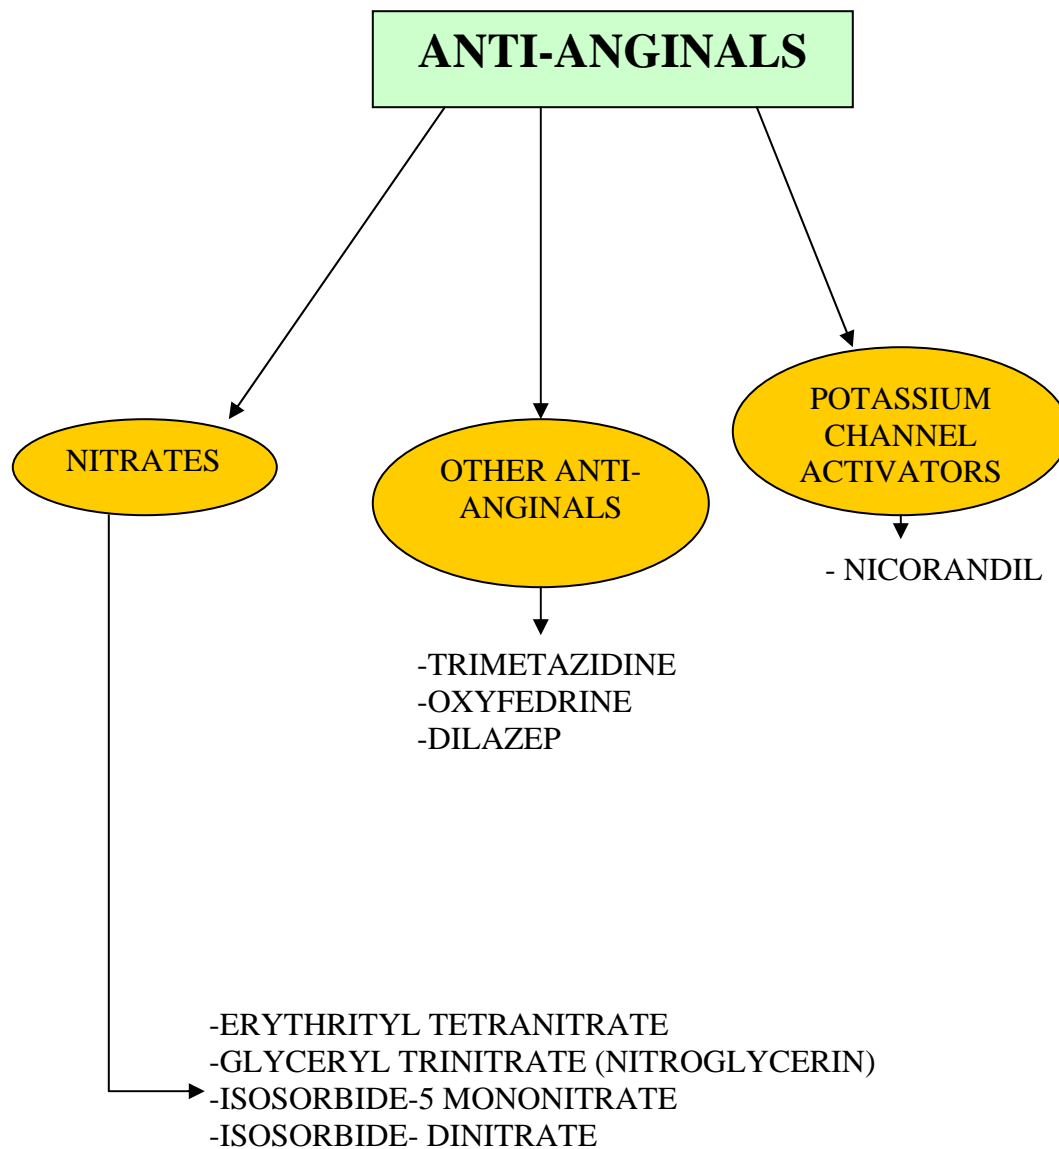 ANTI-ANGINALS
NITRATES
OTHER ANTI-
ANGINALS
POTASSIUM
CHANNEL
ACTIVATORS
- NICORANDIL
-TRIMETAZIDINE
-OXYFEDRINE
-DILAZEP
-ERYTHRITYL TETRANITRATE
-GLYCERYL TRINITRATE (NITROGLYCERIN)
-ISOSORBIDE-5 MONONITRATE
-ISOSORBIDE- DINITRATE